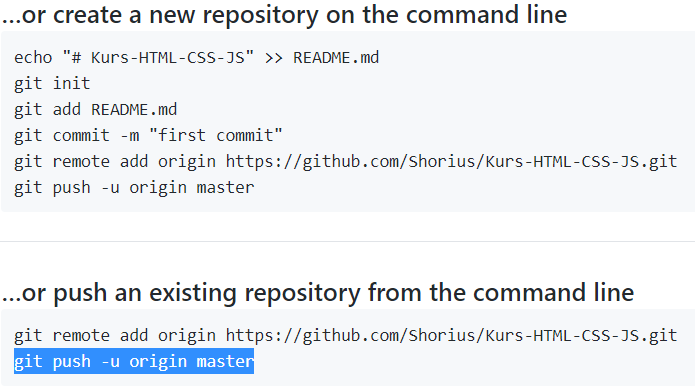 ...or create a new repository on the command line
echo "# Kurs-HTML-CSS-JS" >> README.md
git init
git add README.md
git commit -m "first commit"
git remote add origin https://github.com/Shorius/Kurs-HTML-CSS-JS.git
git push -u origin master
...or push an existing repository from the command line
git remote add origin https://github.com/Shorius/Kurs-HTML-CSS-JS.git
git push -u origin master